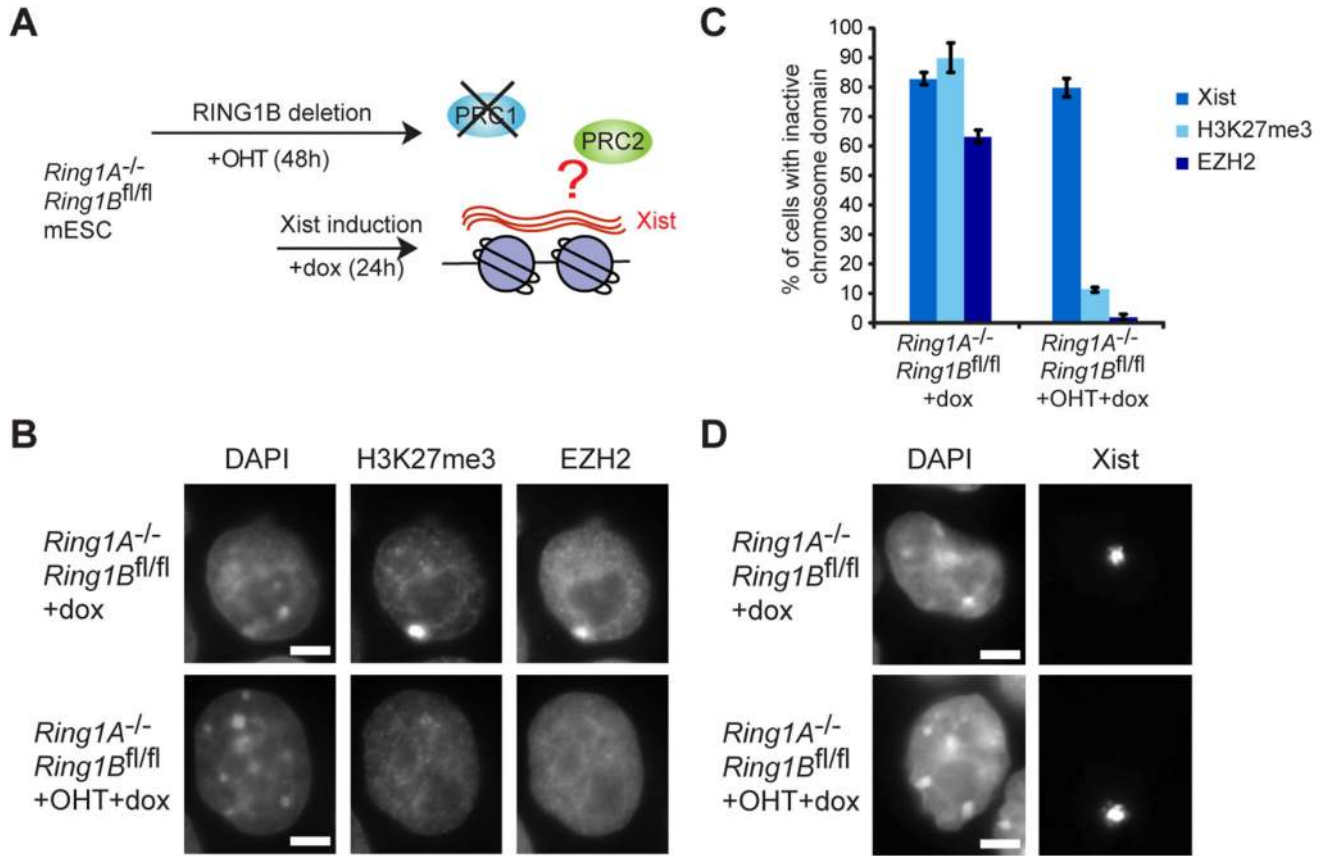 A
RING1B deletion
+OHT (48h)
PRC1
PRC2
Ring1A-/-
Ring1Bfl/fl
mESC
?
Xist induction
+dox (24h)
Xist
C
% of cells with inactive
chromosome domain
100
90
80
70
60
50
40
30
20
10
0
Ring1A-/-
Ring1Bfl/fl
+dox
Ring1A-/-
Ring1Bfl/fl
+OHT+dox
Xist
H3K27me3
EZH2
B
DAPI H3K27me3 EZH2
Ring1A-/-
Ring1Bfl/fl
+dox
Ring1A-/-
Ring1Bfl/fl
+OHT+dox
D
DAPI Xist
Ring1A-/-
Ring1Bfl/fl
+dox
Ring1A-/-
Ring1Bfl/fl
+OHT+dox